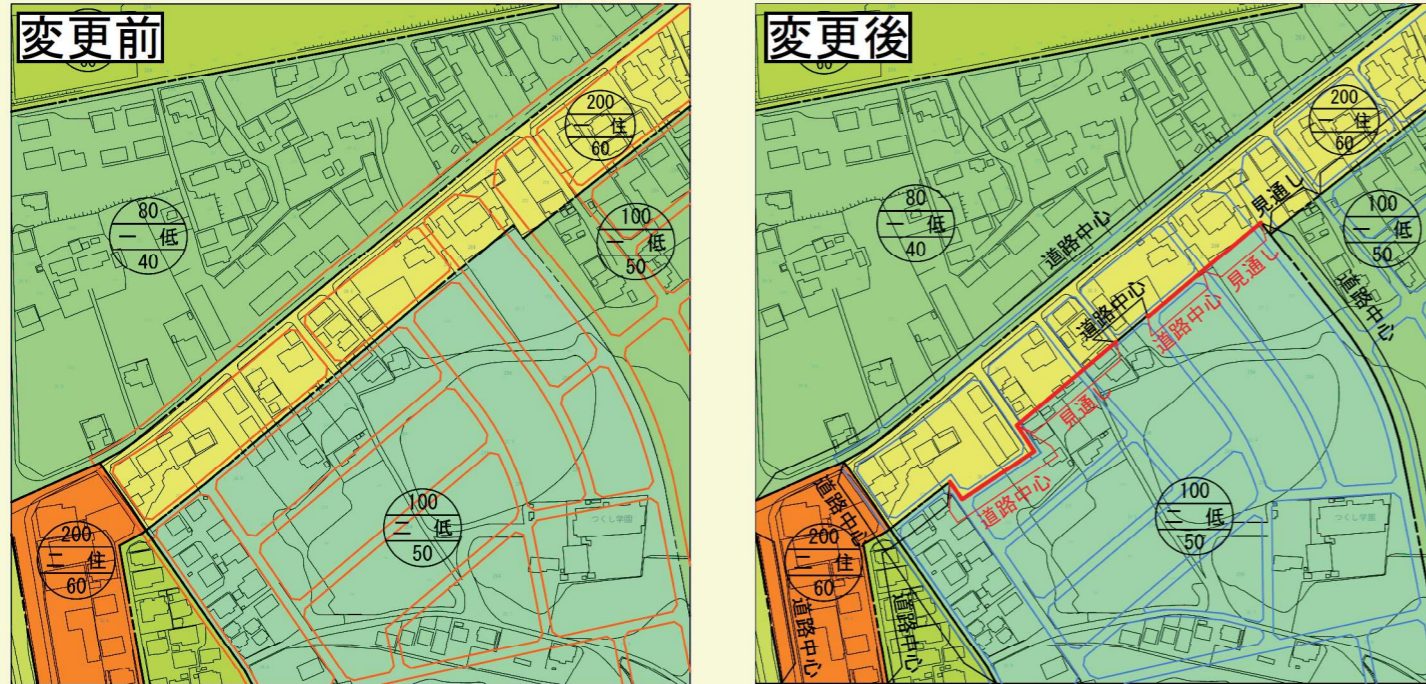 変更前
60
200
一 住
60
80
一 低
40
100
一 低
50
100
二 低
50
つくし学園
200
二 住
60
変更後
60
200
一 住
60
80
一 低
40
100
一 低
50
見通し
道路中心
道路中心
道路中心
見通し
道路中心
見通し
道路中心
100
二 低
50
つくし学園
道路中心
200
二 住
60
道路中心
道路中心